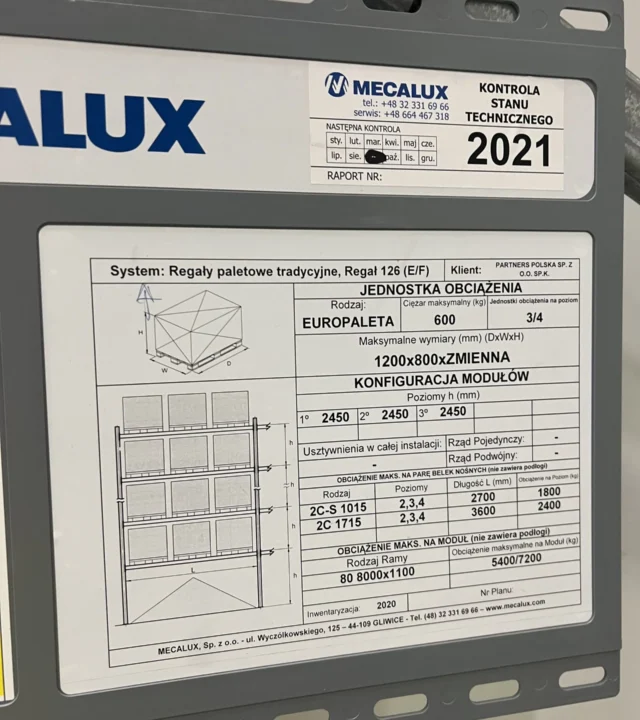 ALUX
MECALUX
tel.: +48 32 331 69 66
serwis: +48 664 467 318
KONTROLA
STANU
TECHNICZNEGO
2021
NASTĘPNA KONTROLA
sty. lut. mar. kwi. maj cze.
lip. sie. paź. lis. gru.
RAPORT NR:
System: Regały paletowe tradycyjne, Regał 126 (E/F) Klient: PARTNERS POLSKA SP. Z
O.O. SP.K.
JEDNOSTKA OBCIĄŻENIA
Rodzaj: Ciężar maksymalny (kg) Jednostki obciążenia na poziom
EUROPALETA 600 3/4
Maksymalne wymiary (mm) (DxWxH)
1200x800xZMIENNA
H
W D
KONFIGURACJA MODUŁÓW
Poziomy h (mm)
1º 2450 2º 2450 3º 2450
Usztywnienia w całej instalacji: Rząd Pojedynczy: -
- Rząd Podwójny: -
OBCIĄŻENIE MAKS. NA PARĘ BELEK NOŚNYCH (nie zawiera podłogi)
Rodzaj Poziomy Długość L (mm) Obciążenie na Poziom (kg)
2C-S 1015 2,3,4 2700 1800
2C 1715 2,3,4 3600 2400
OBCIĄŻENIE MAKS. NA MODUŁ (nie zawiera podłogi)
Rodzaj Ramy Obciążenie maksymalne na Moduł (kg)
80 8000x1100 5400/7200
h
h
h
h
L
Inwentaryzacja: 2020 Nr Planu:
MECALUX, Sp. z o.o. - ul. Wyczółkowskiego, 125 – 44-109 GLIWICE - Tel. (48) 32 331 69 66 – www.mecalux.com